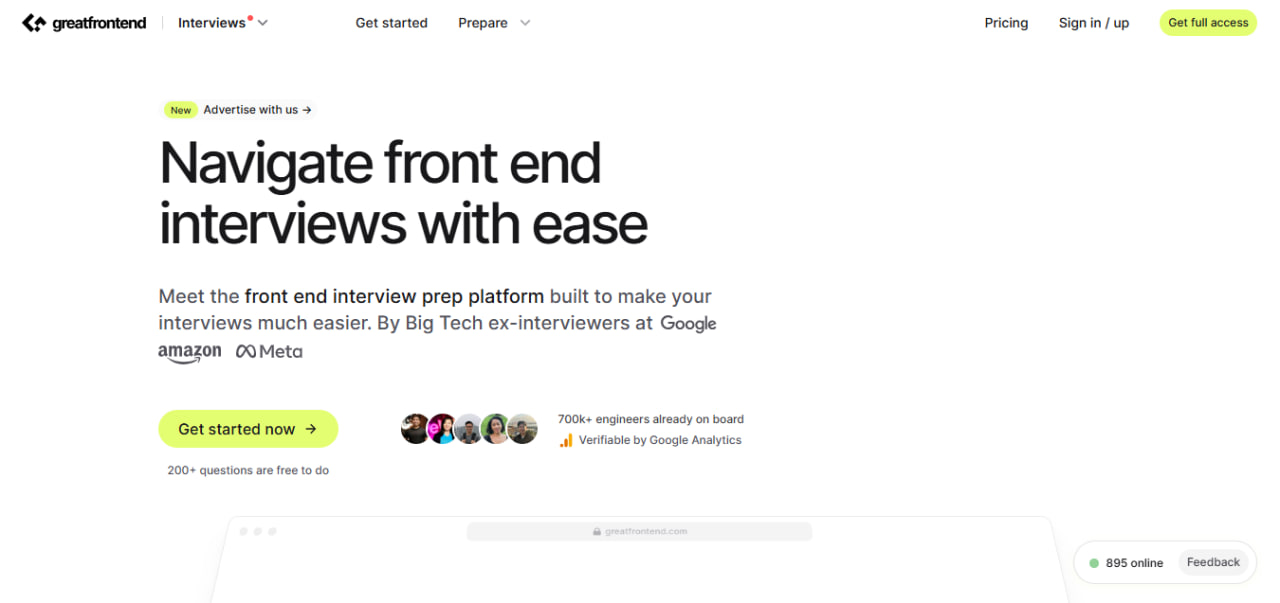 greatfrontend
Interviews
Get started
Prepare
Pricing
Sign in / up
Get full access
New
Advertise with us →
Navigate front end
interviews with ease
Meet the front end interview prep platform built to make your
interviews much easier. By Big Tech ex-interviewers at Google
amazon Meta
Get started now →
700k+ engineers already on board
Verifiable by Google Analytics
200+ questions are free to do
greatfrontend.com
895 online
Feedback